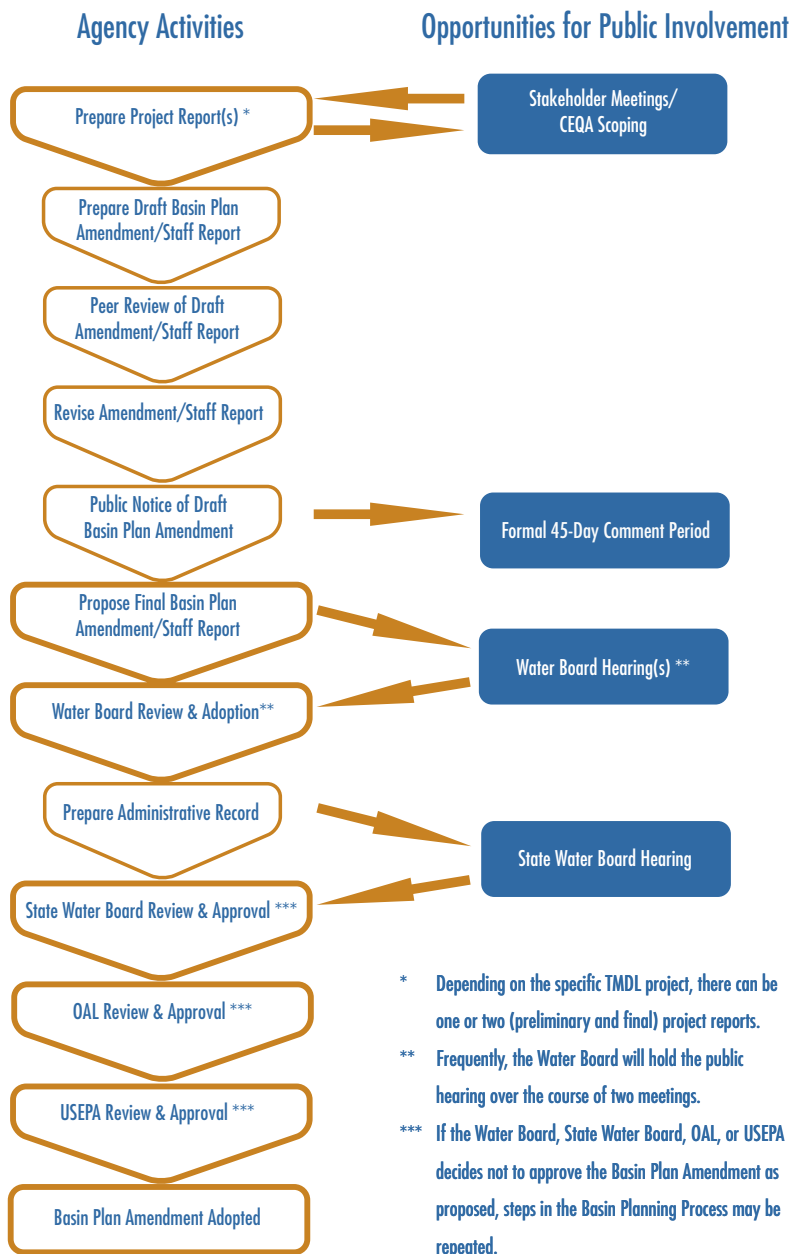 Agency Activities
Opportunities for Public Involvement
Prepare Project Report(s) *
Stakeholder Meetings/
CEQA Scoping
Prepare Draft Basin Plan
Amendment/Staff Report
Peer Review of Draft
Amendment/Staff Report
Revise Amendment/Staff Report
Public Notice of Draft
Basin Plan Amendment
Formal 45-Day Comment Period
Propose Final Basin Plan
Amendment/Staff Report
Water Board Hearing(s) **
Water Board Review & Adoption**
Prepare Administrative Record
State Water Board Hearing
State Water Board Review & Approval ***
OAL Review & Approval ***
USEPA Review & Approval ***
Basin Plan Amendment Adopted
* Depending on the specific TMDL project, there can be
one or two (preliminary and final) project reports.
** Frequently, the Water Board will hold the public
hearing over the course of two meetings.
*** If the Water Board, State Water Board, OAL, or USEPA
decides not to approve the Basin Plan Amendment as
proposed, steps in the Basin Planning Process may be
repeated.